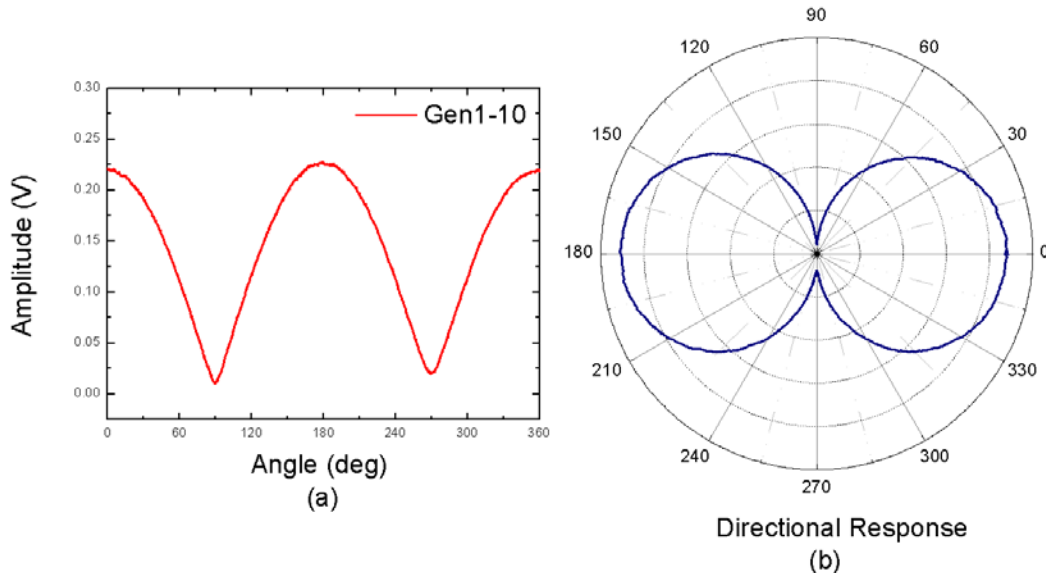 0.30
0.25
0.20
0.15
0.10
0.05
0.00
Amplitude (V)
Gen1-10
0 60 120 180 240 300 360
Angle (deg)
(a)
90
120 60
150 30
180 0
210 330
240 300
270
Directional Response
(b)